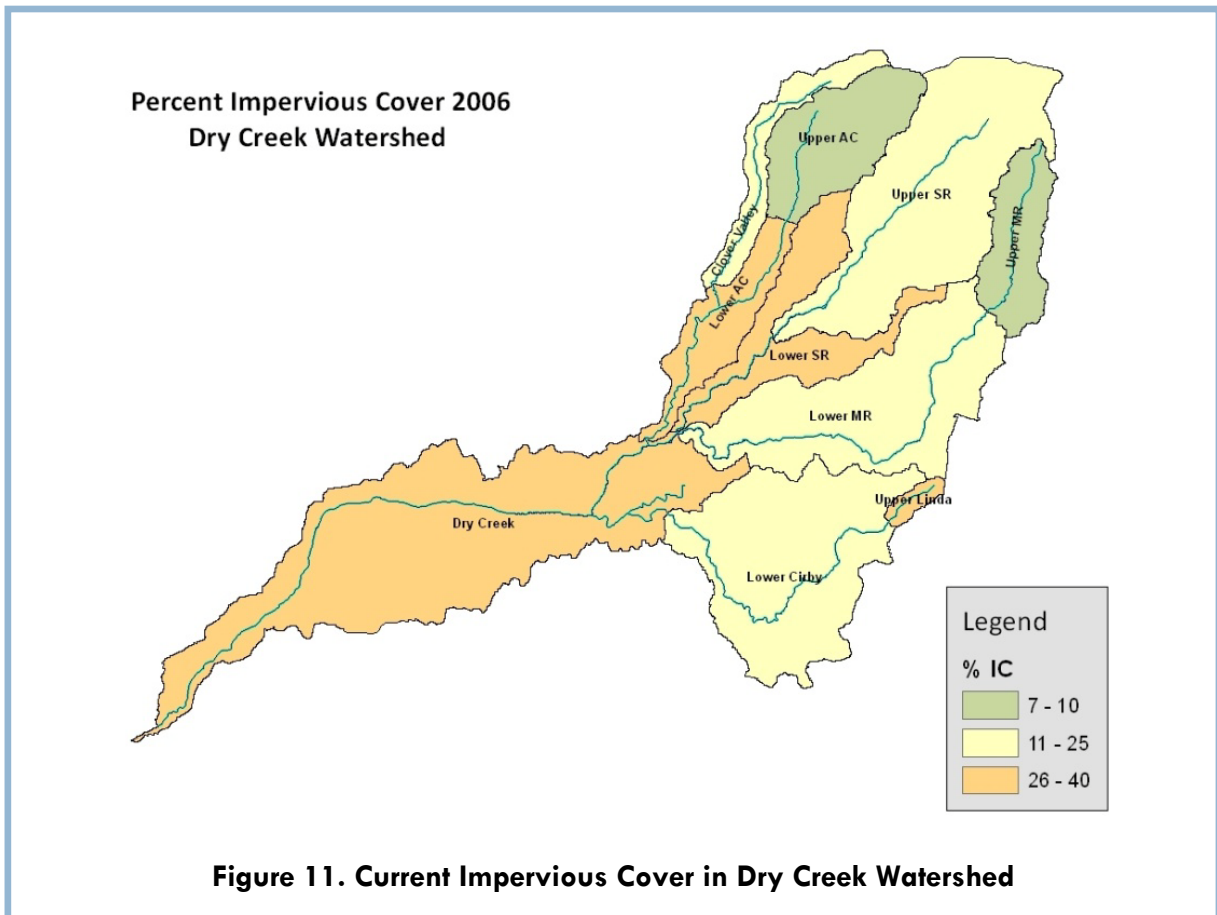 Percent Impervious Cover 2006
Dry Creek Watershed
Upper AC
Upper SR
Upper MR
Clover Valley
Lower AC
Lower SR
Lower MR
Upper Linda
Dry Creek
Lower Cirby
Legend
% IC
7 - 10
11 - 25
26 - 40
Figure 11. Current Impervious Cover in Dry Creek Watershed